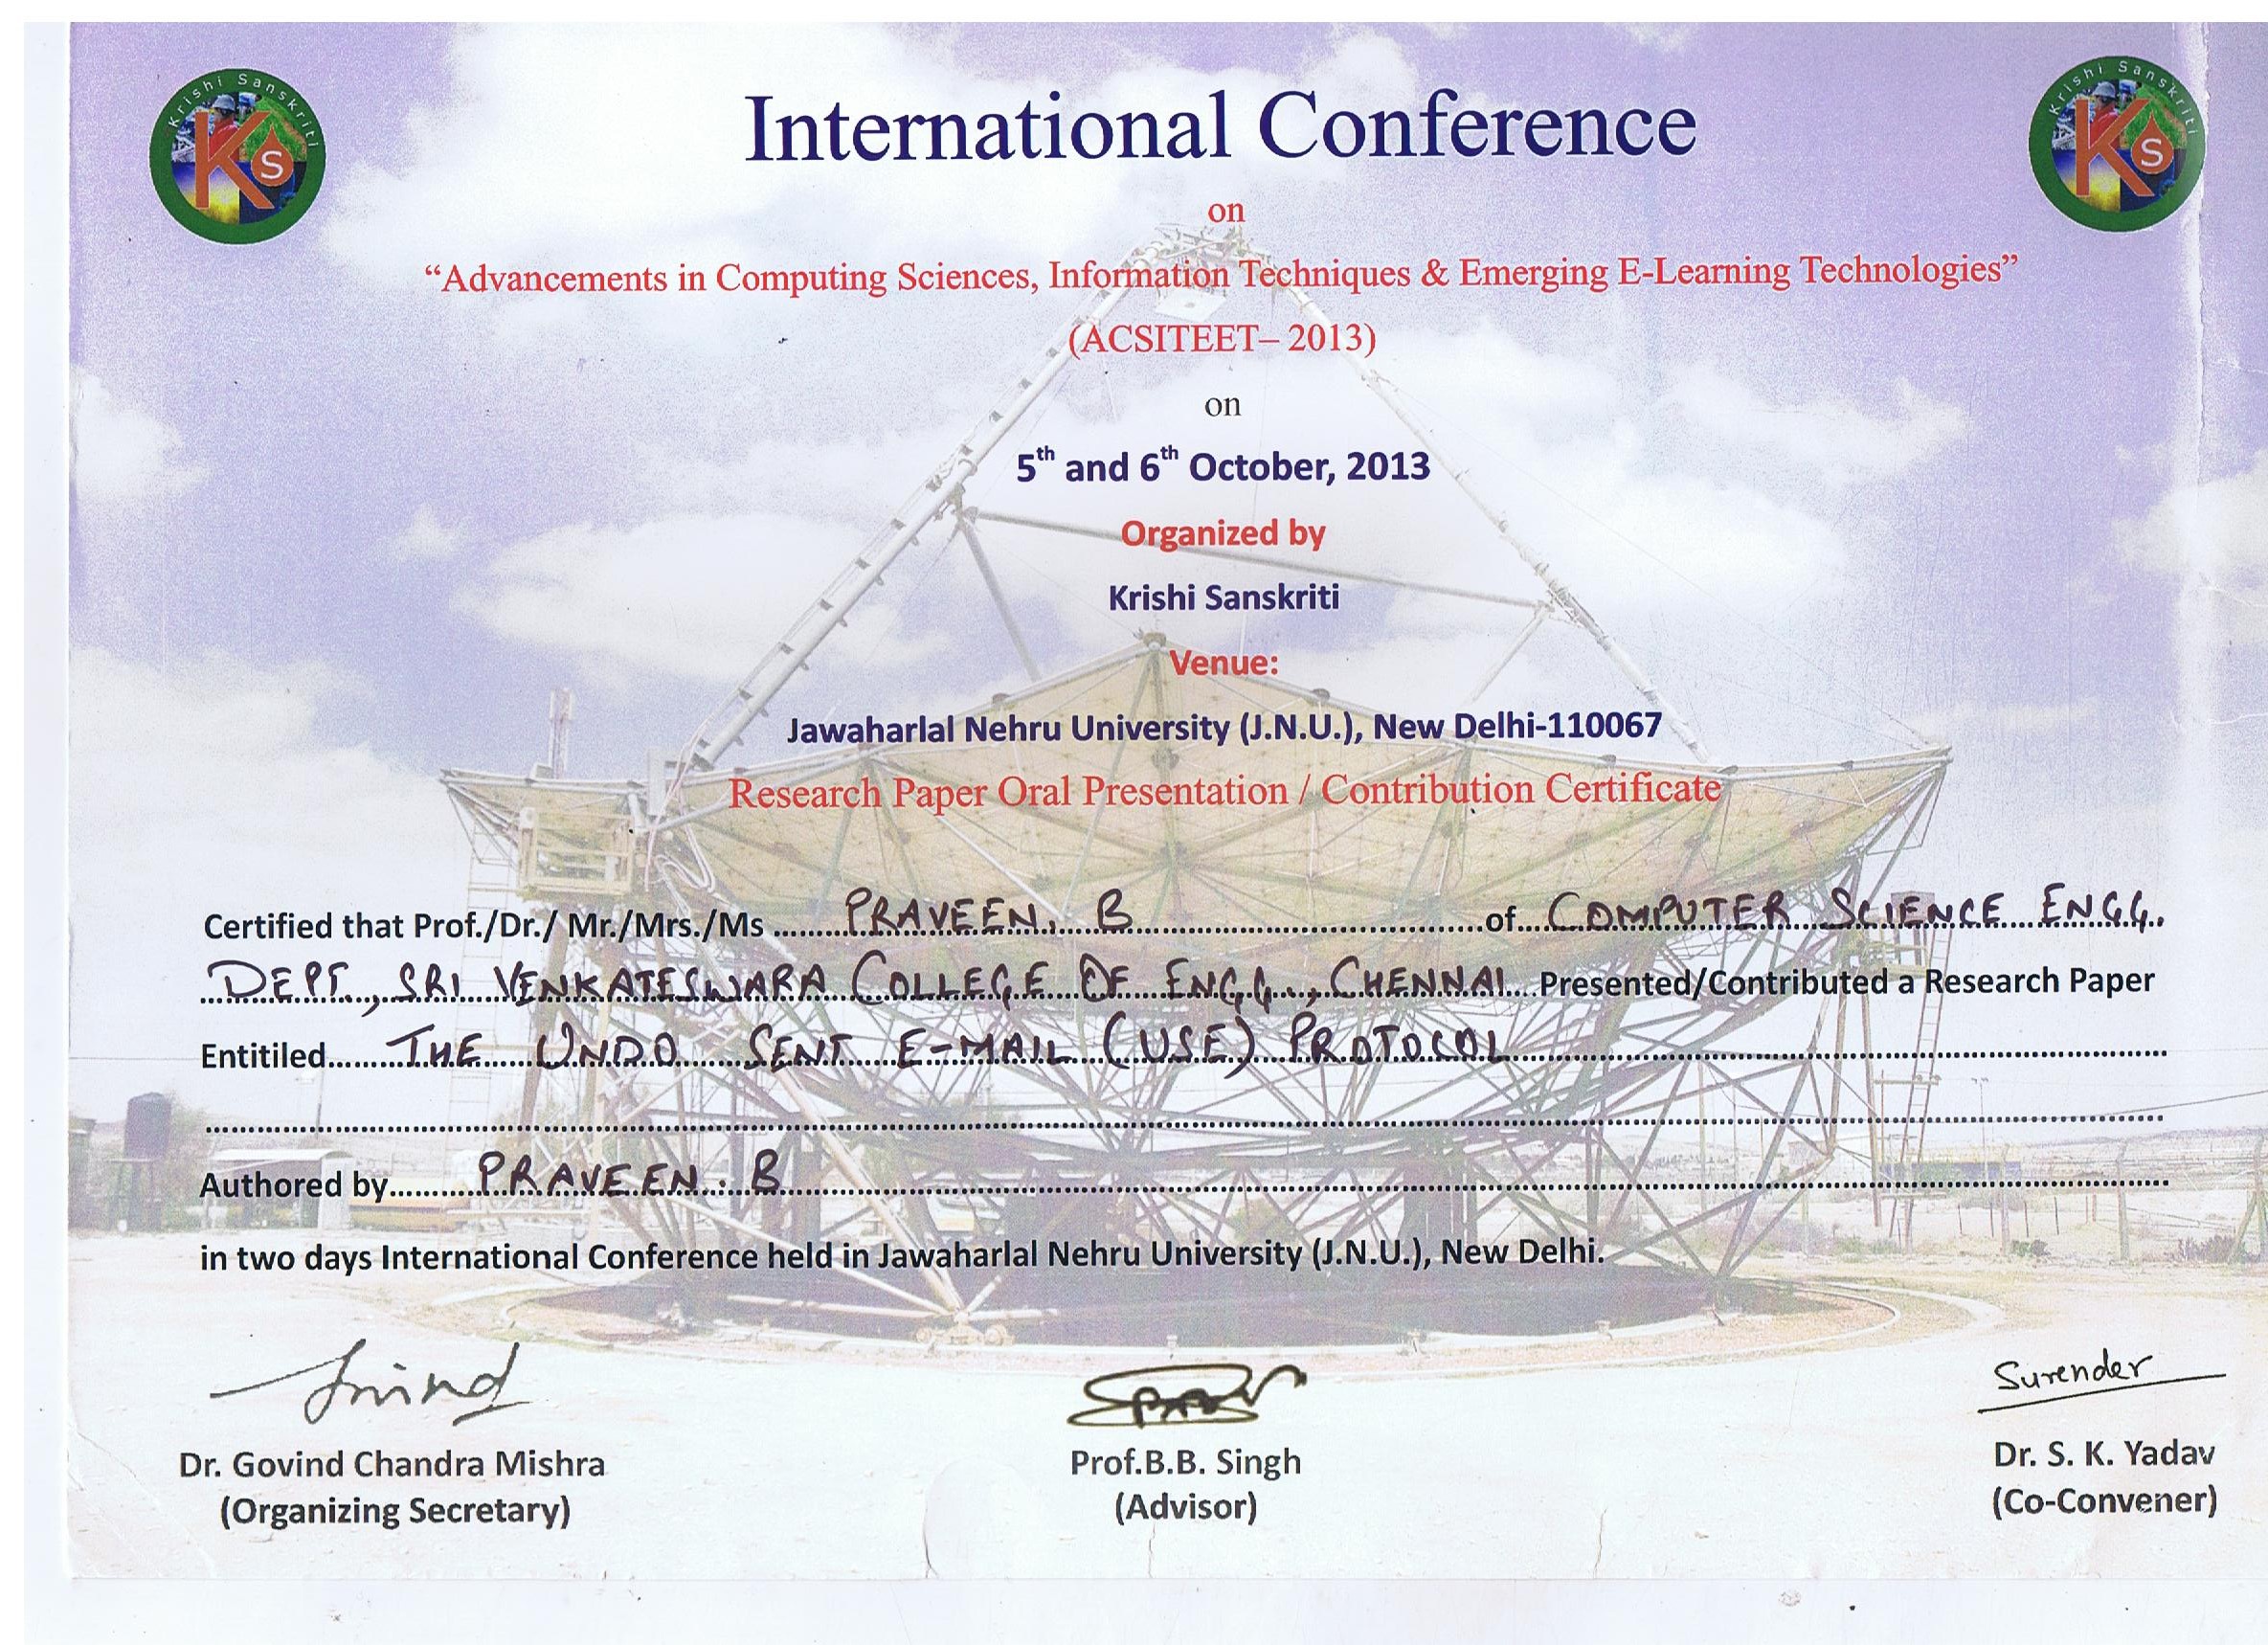 Krishi Sanskriti
KS
Krishi Sanskriti
KS
International Conference
on
“Advancements in Computing Sciences, Information Techniques & Emerging E-Learning Technologies”
(ACSITEET– 2013)
on
5th and 6th October, 2013
Organized by
Krishi Sanskriti
Venue:
Jawaharlal Nehru University (J.N.U.), New Delhi-110067
Research Paper Oral Presentation / Contribution Certificate
Certified that Prof./Dr./ Mr./Mrs./Ms PRAVEEN. B of COMPUTER SCIENCE ENGG.
DEPT., SRI VENKATESWARA COLLEGE OF ENGG., CHENNAI Presented/Contributed a Research Paper
Entitiled THE UNDO SENT E-MAIL (USE) PROTOCOL
Authored by PRAVEEN. B
in two days International Conference held in Jawaharlal Nehru University (J.N.U.), New Delhi.
Surender
Dr. Govind Chandra Mishra Prof.B.B. Singh Dr. S. K. Yadav
(Organizing Secretary) (Advisor) (Co-Convener)